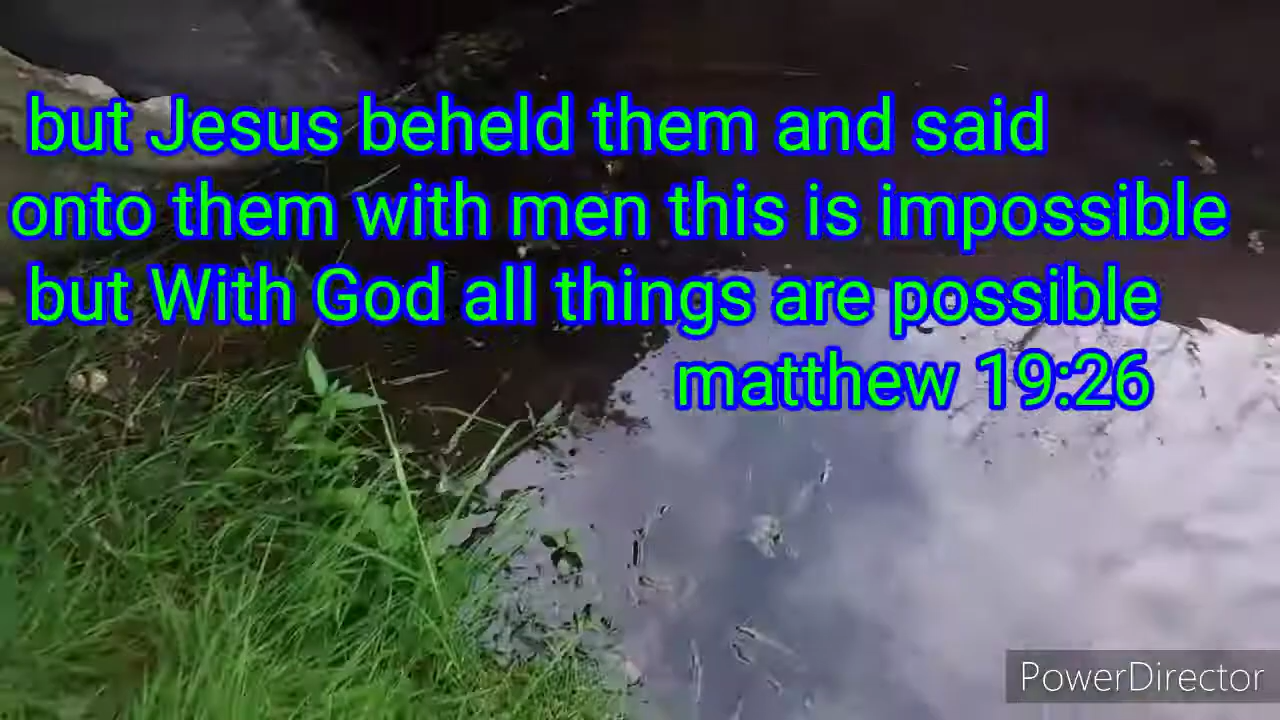 but Jesus beheld them and said
onto them with men this is impossible
but With God all things are possible
matthew 19:26
PowerDirector